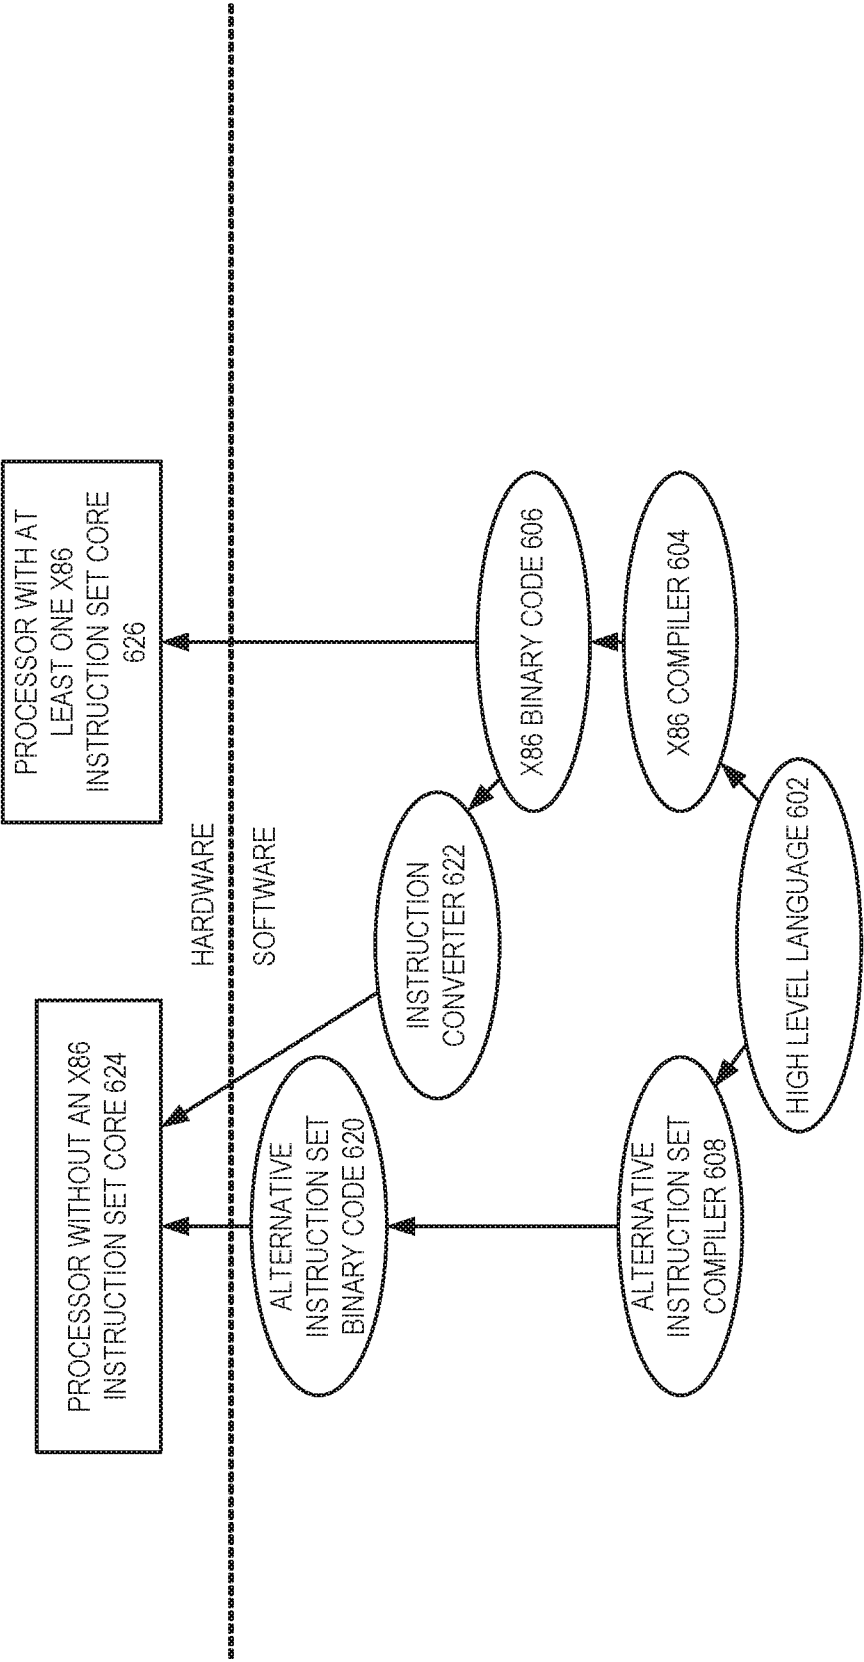 PROCESSOR WITHOUT AN X86
INSTRUCTION SET CORE 624
PROCESSOR WITH AT
LEAST ONE X86
INSTRUCTION SET CORE
626
HARDWARE
SOFTWARE
ALTERNATIVE
INSTRUCTION SET
BINARY CODE 620
INSTRUCTION
CONVERTER 622
X86 BINARY CODE 606
ALTERNATIVE
INSTRUCTION SET
COMPILER 608
X86 COMPILER 604
HIGH LEVEL LANGUAGE 602